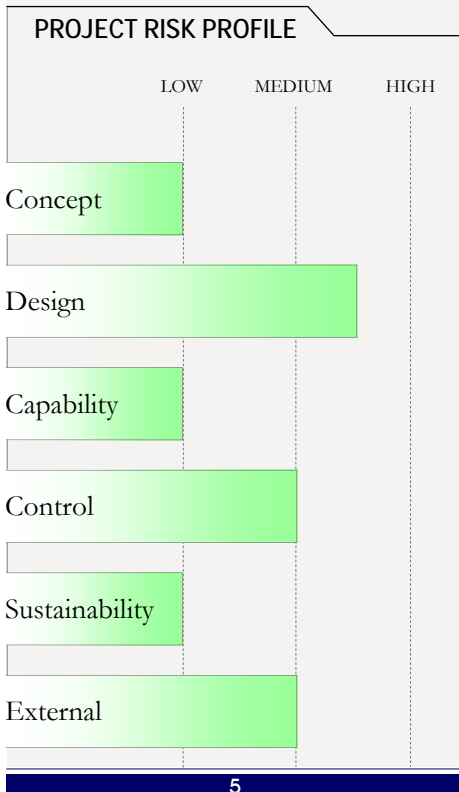 PROJECT RISK PROFILE
LOW MEDIUM HIGH
Concept
Design
Capability
Control
Sustainability
External
5